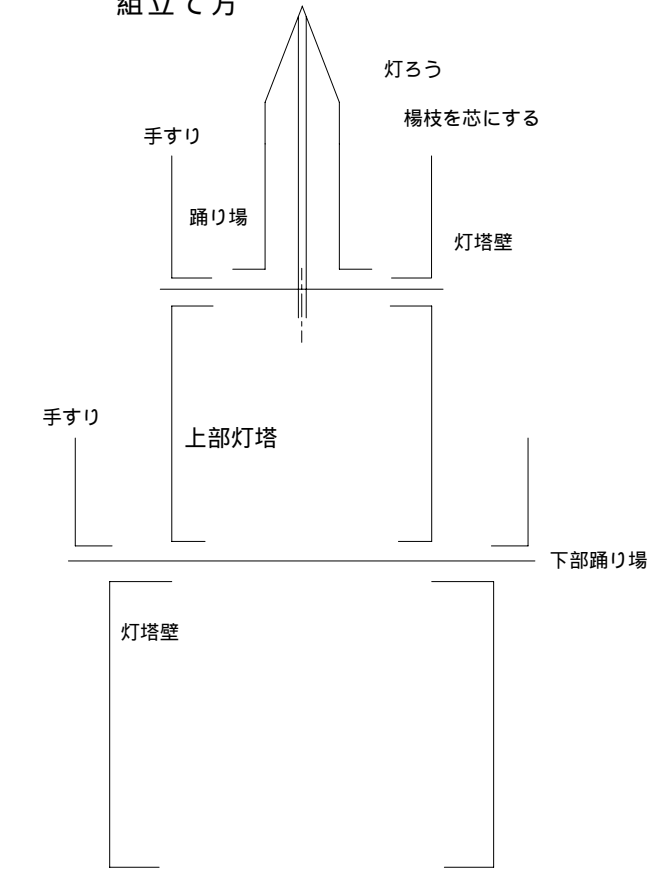 組立て方
灯ろう
楊枝を芯にする
手すり
踊り場
灯塔壁
手すり
上部灯塔
下部踊り場
灯塔壁